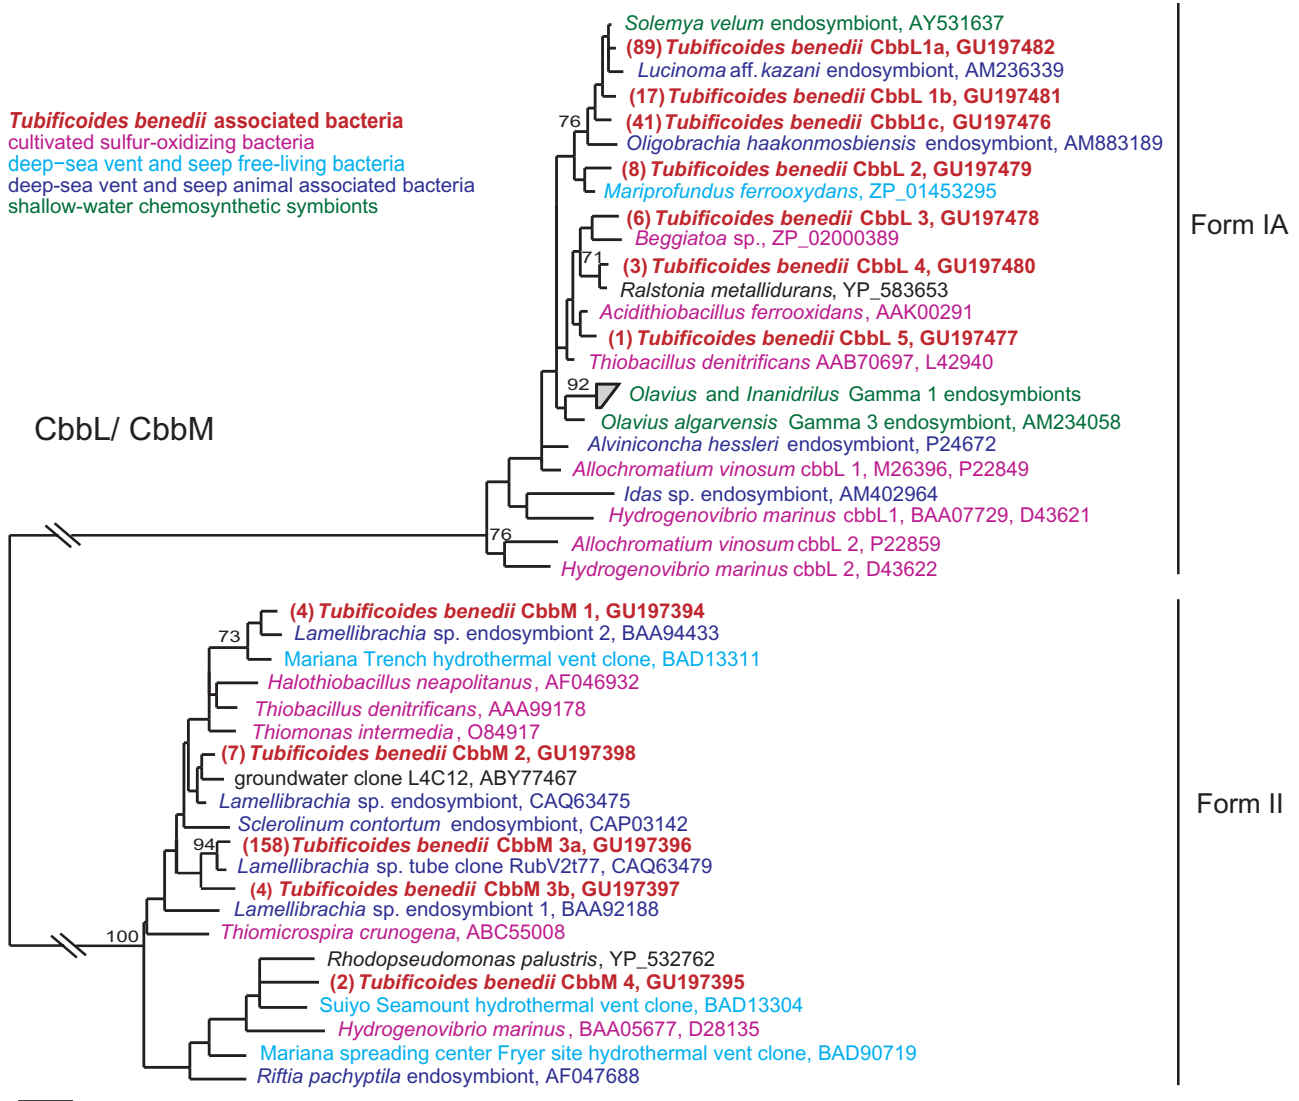 Tubificoides benedii associated bacteria
cultivated sulfur-oxidizing bacteria
deep−sea vent and seep free-living bacteria
deep-sea vent and seep animal associated bacteria
shallow-water chemosynthetic symbionts
CbbL/ CbbM
Solemya velum endosymbiont, AY531637
(89) Tubificoides benedii CbbL1a, GU197482
Lucinoma aff. kazani endosymbiont, AM236339
(17) Tubificoides benedii CbbL 1b, GU197481
76
(41) Tubificoides benedii CbbL1c, GU197476
Oligobrachia haakonmosbiensis endosymbiont, AM883189
(8) Tubificoides benedii CbbL 2, GU197479
Mariprofundus ferrooxydans, ZP_01453295
(6) Tubificoides benedii CbbL 3, GU197478
Form IA
Beggiatoa sp., ZP_02000389
71
(3) Tubificoides benedii CbbL 4, GU197480
Ralstonia metallidurans, YP_583653
Acidithiobacillus ferrooxidans, AAK00291
(1) Tubificoides benedii CbbL 5, GU197477
Thiobacillus denitrificans AAB70697, L42940
92
Olavius and Inanidrilus Gamma 1 endosymbionts
Olavius algarvensis Gamma 3 endosymbiont, AM234058
Alviniconcha hessleri endosymbiont, P24672
Allochromatium vinosum cbbL 1, M26396, P22849
Idas sp. endosymbiont, AM402964
Hydrogenovibrio marinus cbbL1, BAA07729, D43621
76
Allochromatium vinosum cbbL 2, P22859
Hydrogenovibrio marinus cbbL 2, D43622
(4) Tubificoides benedii CbbM 1, GU197394
73
Lamellibrachia sp. endosymbiont 2, BAA94433
Mariana Trench hydrothermal vent clone, BAD13311
Halothiobacillus neapolitanus, AF046932
Thiobacillus denitrificans, AAA99178
Thiomonas intermedia, O84917
(7) Tubificoides benedii CbbM 2, GU197398
groundwater clone L4C12, ABY77467
Lamellibrachia sp. endosymbiont, CAQ63475
Form II
Sclerolinum contortum endosymbiont, CAP03142
94
(158) Tubificoides benedii CbbM 3a, GU197396
Lamellibrachia sp. tube clone RubV2t77, CAQ63479
(4) Tubificoides benedii CbbM 3b, GU197397
Lamellibrachia sp. endosymbiont 1, BAA92188
100
Thiomicrospira crunogena, ABC55008
Rhodopseudomonas palustris, YP_532762
(2) Tubificoides benedii CbbM 4, GU197395
Suiyo Seamount hydrothermal vent clone, BAD13304
Hydrogenovibrio marinus, BAA05677, D28135
Mariana spreading center Fryer site hydrothermal vent clone, BAD90719
Riftia pachyptila endosymbiont, AF047688